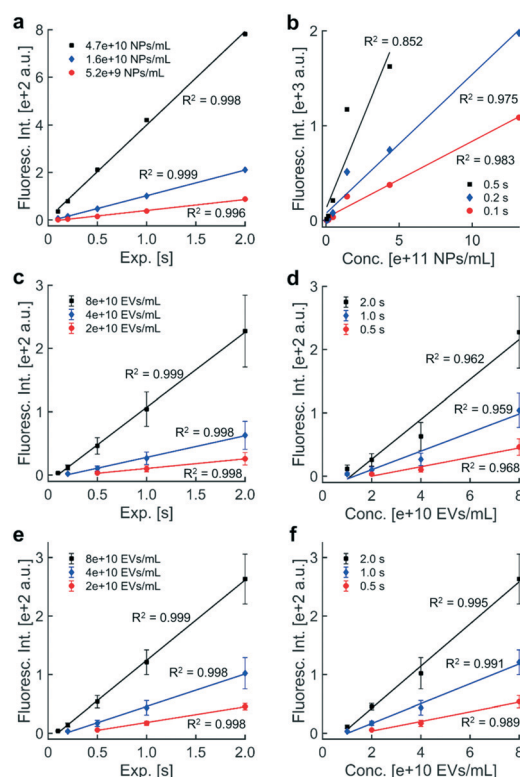 a
8
6
4
2
0
Fluoresc. Int. [e+2 a.u.]
4.7e+10 NPs/mL
1.6e+10 NPs/mL
5.2e+9 NPs/mL
R² = 0.998
R² = 0.999
R² = 0.996
0.0 0.5 1.0 1.5 2.0
Exp. [s]
b
2
1
0
Fluoresc. Int. [e+3 a.u.]
R² = 0.852
R² = 0.975
R² = 0.983
0.5 s
0.2 s
0.1 s
0 5 10
Conc. [e+11 NPs/mL]
c
3
2
1
0
Fluoresc. Int. [e+2 a.u.]
8e+10 EVs/mL
4e+10 EVs/mL
2e+10 EVs/mL
R² = 0.999
R² = 0.998
R² = 0.998
0.0 0.5 1.0 1.5 2.0
Exp. [s]
d
3
2
1
0
Fluoresc. Int. [e+2 a.u.]
2.0 s
1.0 s
0.5 s
R² = 0.962
R² = 0.959
R² = 0.968
0 2 4 6 8
Conc. [e+10 EVs/mL]
e
3
2
1
0
Fluoresc. Int. [e+2 a.u.]
8e+10 EVs/mL
4e+10 EVs/mL
2e+10 EVs/mL
R² = 0.999
R² = 0.998
R² = 0.998
0.0 0.5 1.0 1.5 2.0
Exp. [s]
f
3
2
1
0
Fluoresc. Int. [e+2 a.u.]
2.0 s
1.0 s
0.5 s
R² = 0.995
R² = 0.991
R² = 0.989
0 2 4 6 8
Conc. [e+10 EVs/mL]